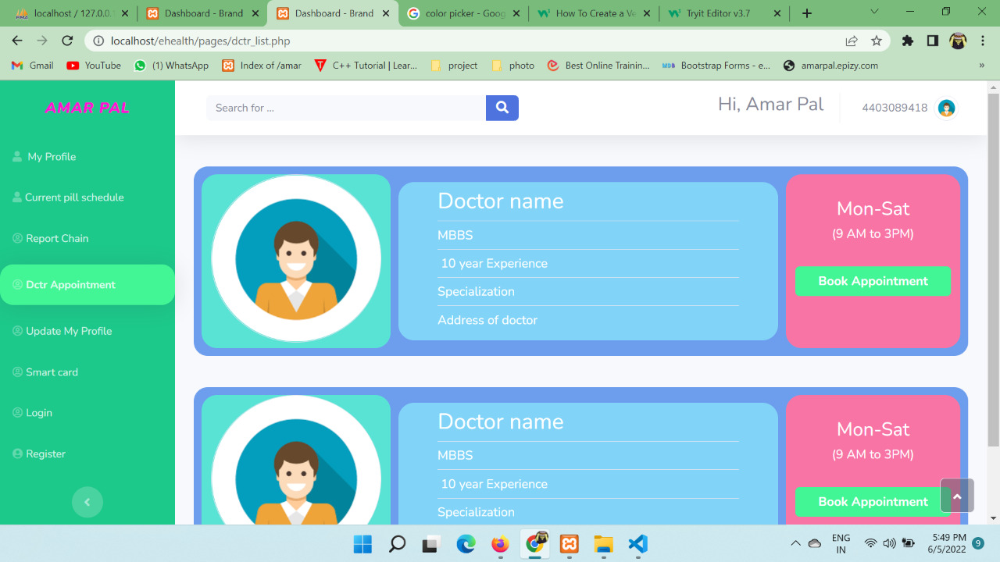 localhost / 127.0.0.1
Dashboard - Brand
Dashboard - Brand
color picker - Goog
How To Create a Ve
Tryit Editor v3.7
localhost/ehealth/pages/dctr_list.php
Gmail
YouTube
(1) WhatsApp
Index of /amar
C++ Tutorial | Lear...
project
photo
Best Online Trainin...
MDB
Bootstrap Forms - e...
amarpal.epizy.com
»
AMAR PAL
Search for ...
Hi, Amar Pal
4403089418
My Profile
Current pill schedule
Report Chain
Dctr Appointment
Update My Profile
Smart card
Login
Register
Doctor name
MBBS
10 year Experience
Specialization
Address of doctor
Mon-Sat
(9 AM to 3PM)
Book Appointment
Doctor name
MBBS
10 year Experience
Specialization
Mon-Sat
(9 AM to 3PM)
Book Appointment
ENG
IN
5:49 PM
6/5/2022
9